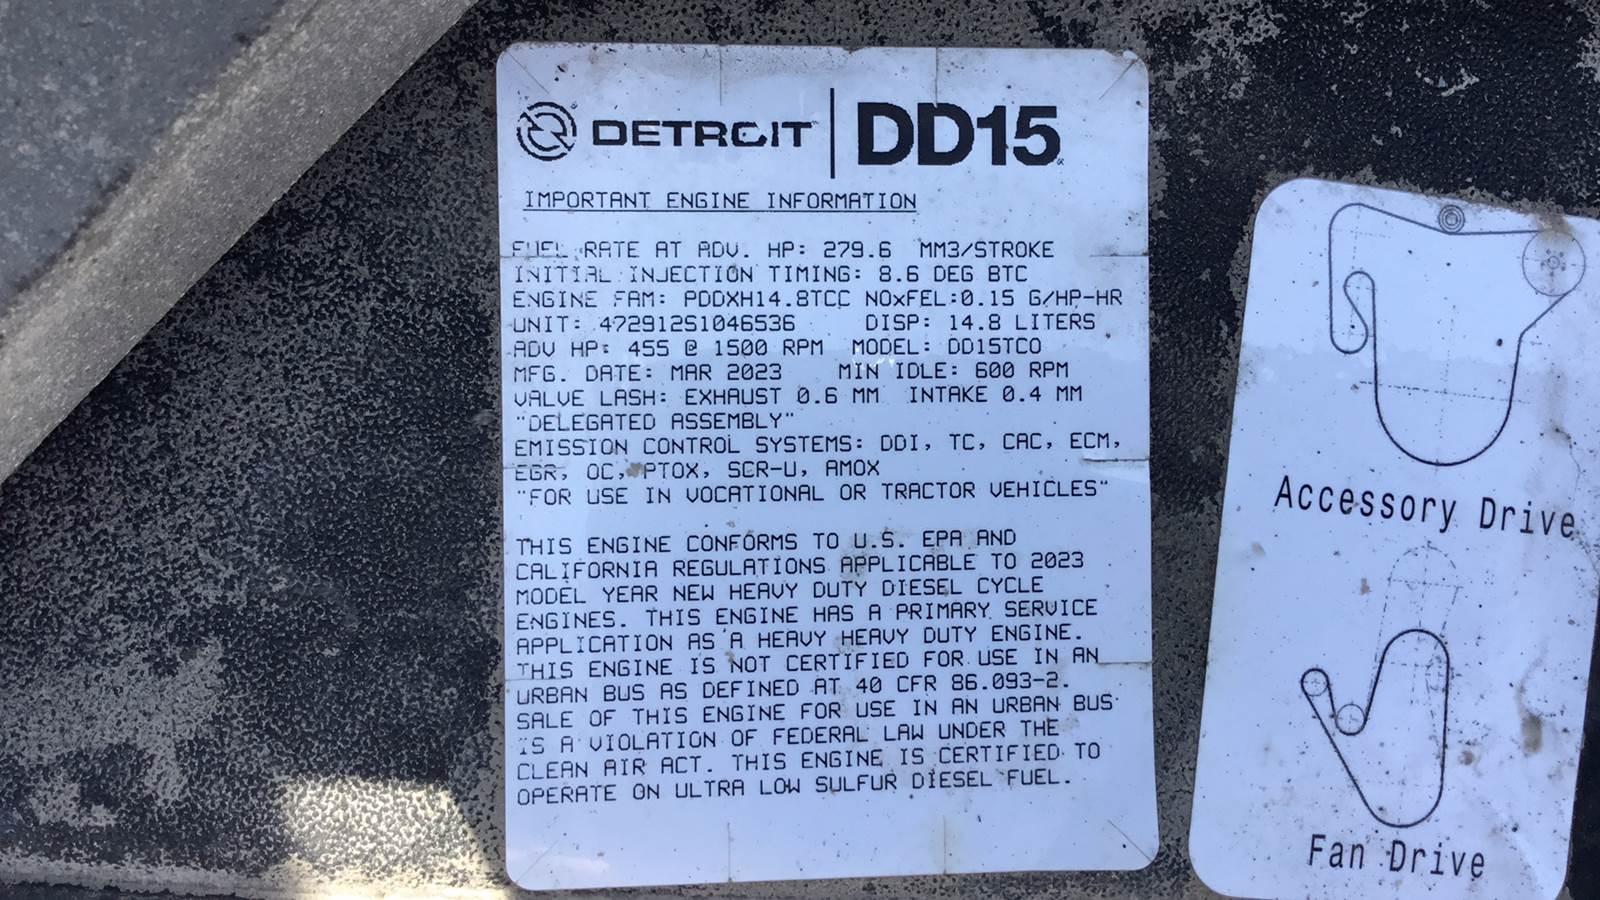 DETROIT | DD15
IMPORTANT ENGINE INFORMATION
FUEL RATE AT ADV. HP: 279.6 MM3/STROKE
INITIAL INJECTION TIMING: 8.6 DEG BTC
ENGINE FAM: PDDXH14.8TCC NOxFEL:0.15 G/HP-HR
UNIT: 472912S1046536 DISP: 14.8 LITERS
ADV HP: 455 @ 1500 RPM MODEL: DD15TCO
MFG. DATE: MAR 2023 MIN IDLE: 600 RPM
VALVE LASH: EXHAUST 0.6 MM INTAKE 0.4 MM
"DELEGATED ASSEMBLY"
EMISSION CONTROL SYSTEMS: DDI, TC, CAC, ECM,
EGR, OC, PTOX, SCR-U, AMOX
"FOR USE IN VOCATIONAL OR TRACTOR VEHICLES"
THIS ENGINE CONFORMS TO U.S. EPA AND
CALIFORNIA REGULATIONS APPLICABLE TO 2023
MODEL YEAR NEW HEAVY DUTY DIESEL CYCLE
ENGINES. THIS ENGINE HAS A PRIMARY SERVICE
APPLICATION AS A HEAVY HEAVY DUTY ENGINE.
THIS ENGINE IS NOT CERTIFIED FOR USE IN AN
URBAN BUS AS DEFINED AT 40 CFR 86.093-2.
SALE OF THIS ENGINE FOR USE IN AN URBAN BUS
IS A VIOLATION OF FEDERAL LAW UNDER THE
CLEAN AIR ACT. THIS ENGINE IS CERTIFIED TO
OPERATE ON ULTRA LOW SULFUR DIESEL FUEL.
Accessory Drive
Fan Drive